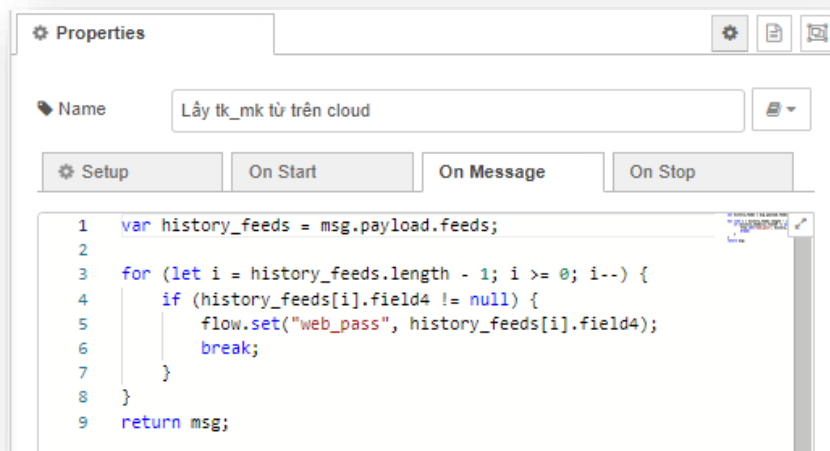 Properties
Name
Lấy tk_mk từ trên cloud
Setup On Start On Message On Stop
1 var history_feeds = msg.payload.feeds;
2
3 for (let i = history_feeds.length - 1; i >= 0; i--) {
4 if (history_feeds[i].field4 != null) {
5 flow.set("web_pass", history_feeds[i].field4);
6 break;
7 }
8 }
9 return msg;